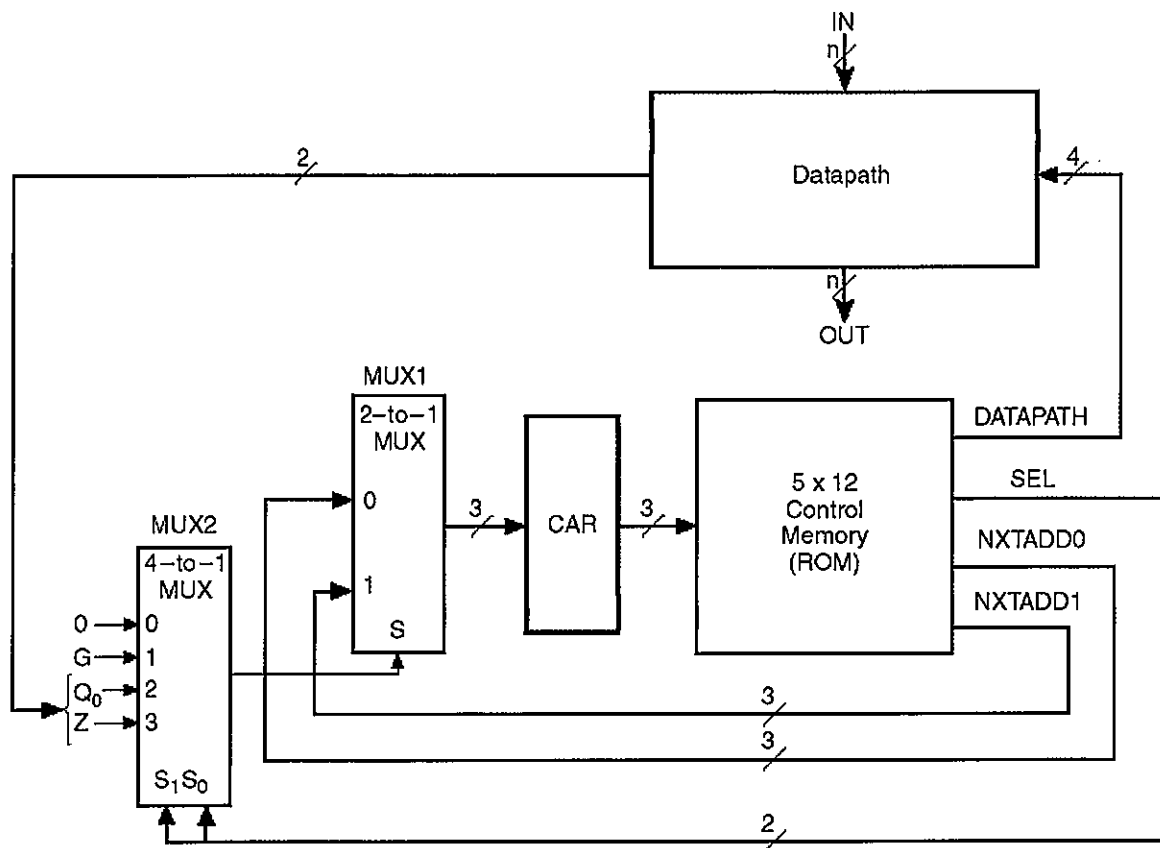 IN
n
Datapath
2
4
n
OUT
MUX1
2-to-1
MUX
0
1
S
3
CAR
3
5 x 12
Control
Memory
(ROM)
DATAPATH
SEL
NXTADD0
NXTADD1
MUX2
4-to-1
MUX
0 0
G 1
Q0 2
Z 3
S1S0
3
3
2